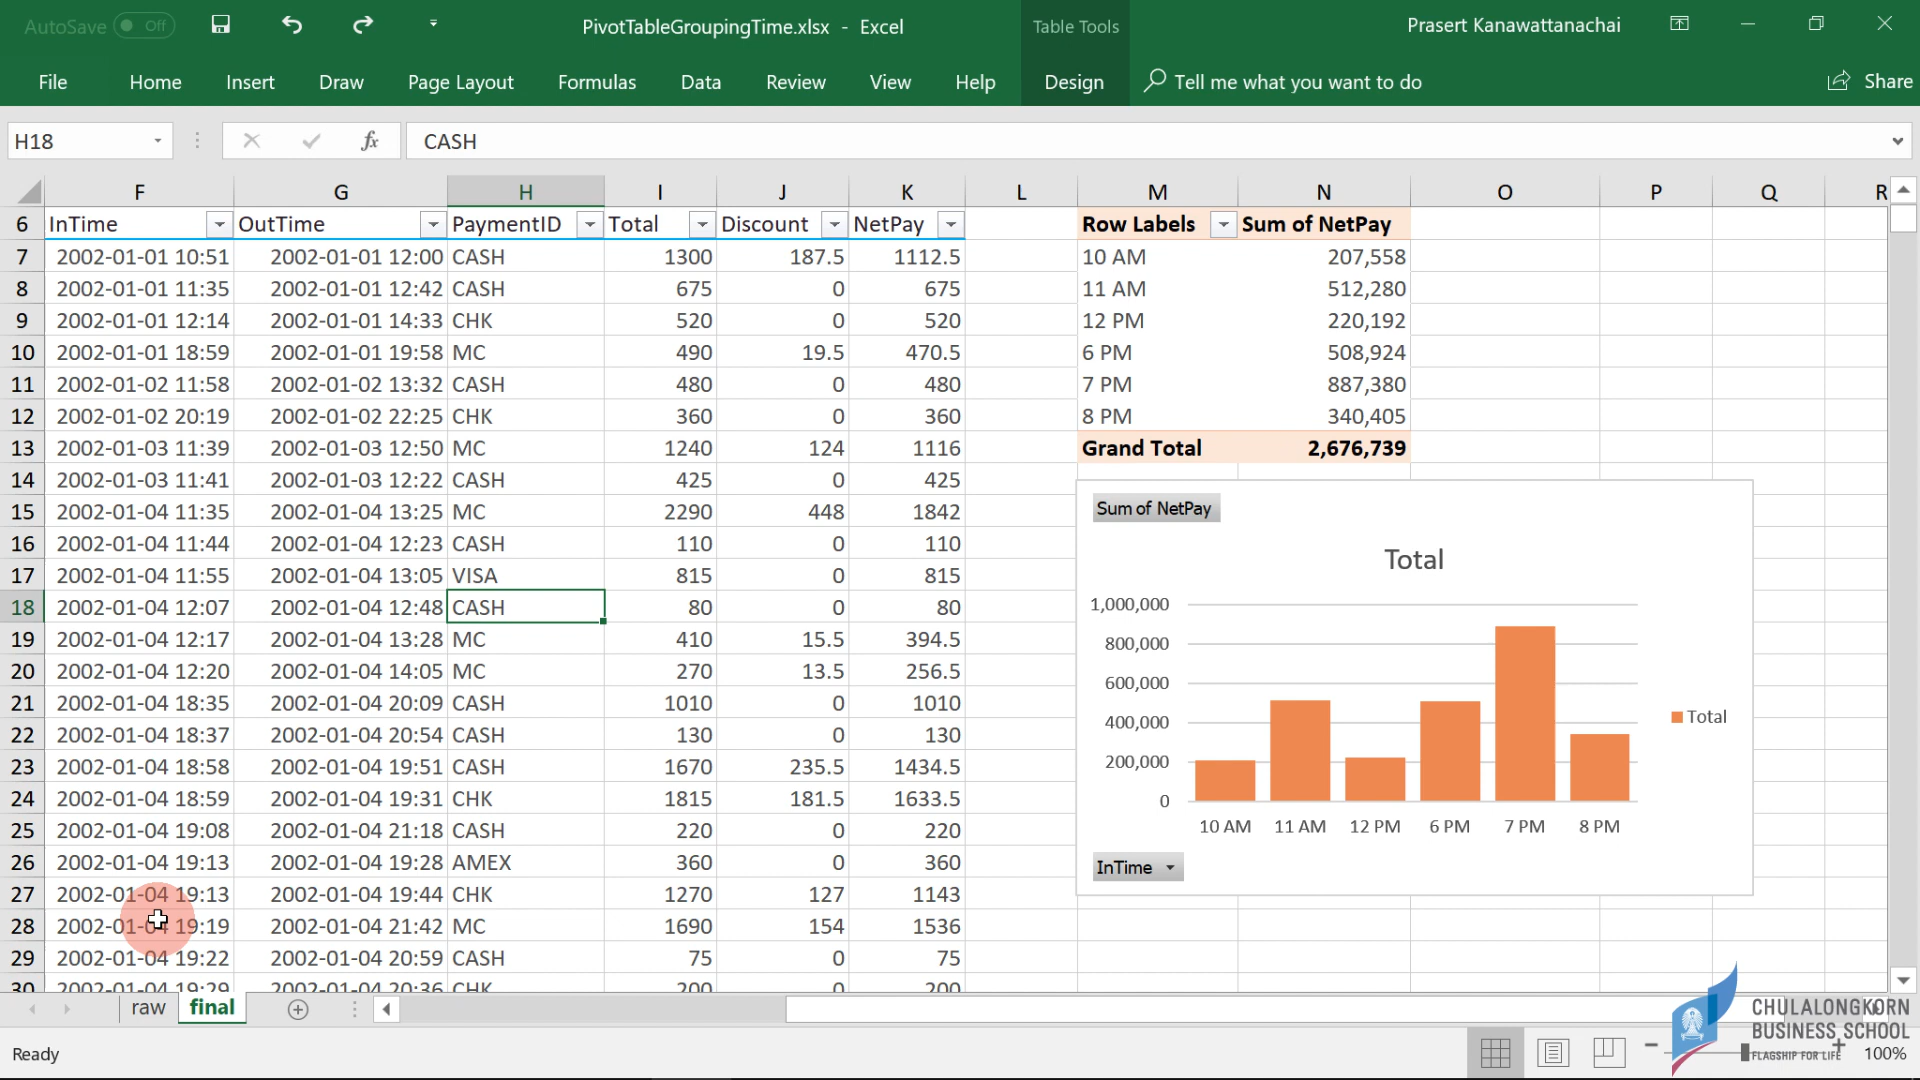 AutoSave Off
PivotTableGroupingTime.xlsx - Excel
Table Tools
Prasert Kanawattanachai
File Home Insert Draw Page Layout Formulas Data Review View Help Design Tell me what you want to do Share
H18 fx CASH
F G H I J K L M N O P Q R
6 InTime OutTime PaymentID Total Discount NetPay Row Labels Sum of NetPay
7 2002-01-01 10:51 2002-01-01 12:00 CASH 1300 187.5 1112.5 10 AM 207,558
8 2002-01-01 11:35 2002-01-01 12:42 CASH 675 0 675 11 AM 512,280
9 2002-01-01 12:14 2002-01-01 14:33 CHK 520 0 520 12 PM 220,192
10 2002-01-01 18:59 2002-01-01 19:58 MC 490 19.5 470.5 6 PM 508,924
11 2002-01-02 11:58 2002-01-02 13:32 CASH 480 0 480 7 PM 887,380
12 2002-01-02 20:19 2002-01-02 22:25 CHK 360 0 360 8 PM 340,405
13 2002-01-03 11:39 2002-01-03 12:50 MC 1240 124 1116 Grand Total 2,676,739
14 2002-01-03 11:41 2002-01-03 12:22 CASH 425 0 425
15 2002-01-04 11:35 2002-01-04 13:25 MC 2290 448 1842
16 2002-01-04 11:44 2002-01-04 12:23 CASH 110 0 110
17 2002-01-04 11:55 2002-01-04 13:05 VISA 815 0 815
18 2002-01-04 12:07 2002-01-04 12:48 CASH 80 0 80
19 2002-01-04 12:17 2002-01-04 13:28 MC 410 15.5 394.5
20 2002-01-04 12:20 2002-01-04 14:05 MC 270 13.5 256.5
21 2002-01-04 18:35 2002-01-04 20:09 CASH 1010 0 1010
22 2002-01-04 18:37 2002-01-04 20:54 CASH 130 0 130
23 2002-01-04 18:58 2002-01-04 19:51 CASH 1670 235.5 1434.5
24 2002-01-04 18:59 2002-01-04 19:31 CHK 1815 181.5 1633.5
25 2002-01-04 19:08 2002-01-04 21:18 CASH 220 0 220
26 2002-01-04 19:13 2002-01-04 19:28 AMEX 360 0 360
27 2002-01-04 19:13 2002-01-04 19:44 CHK 1270 127 1143
28 2002-01-04 19:19 2002-01-04 21:42 MC 1690 154 1536
29 2002-01-04 19:22 2002-01-04 20:59 CASH 75 0 75
30 2002-01-04 19:29 2002-01-04 20:36 CHK 200 0 200
Sum of NetPay
Total
1,000,000
800,000
600,000
400,000
200,000
0
10 AM 11 AM 12 PM 6 PM 7 PM 8 PM
Total
InTime
raw final
Ready
100%
CHULALONGKORN
BUSINESS SCHOOL
FLAGSHIP FOR LIFE